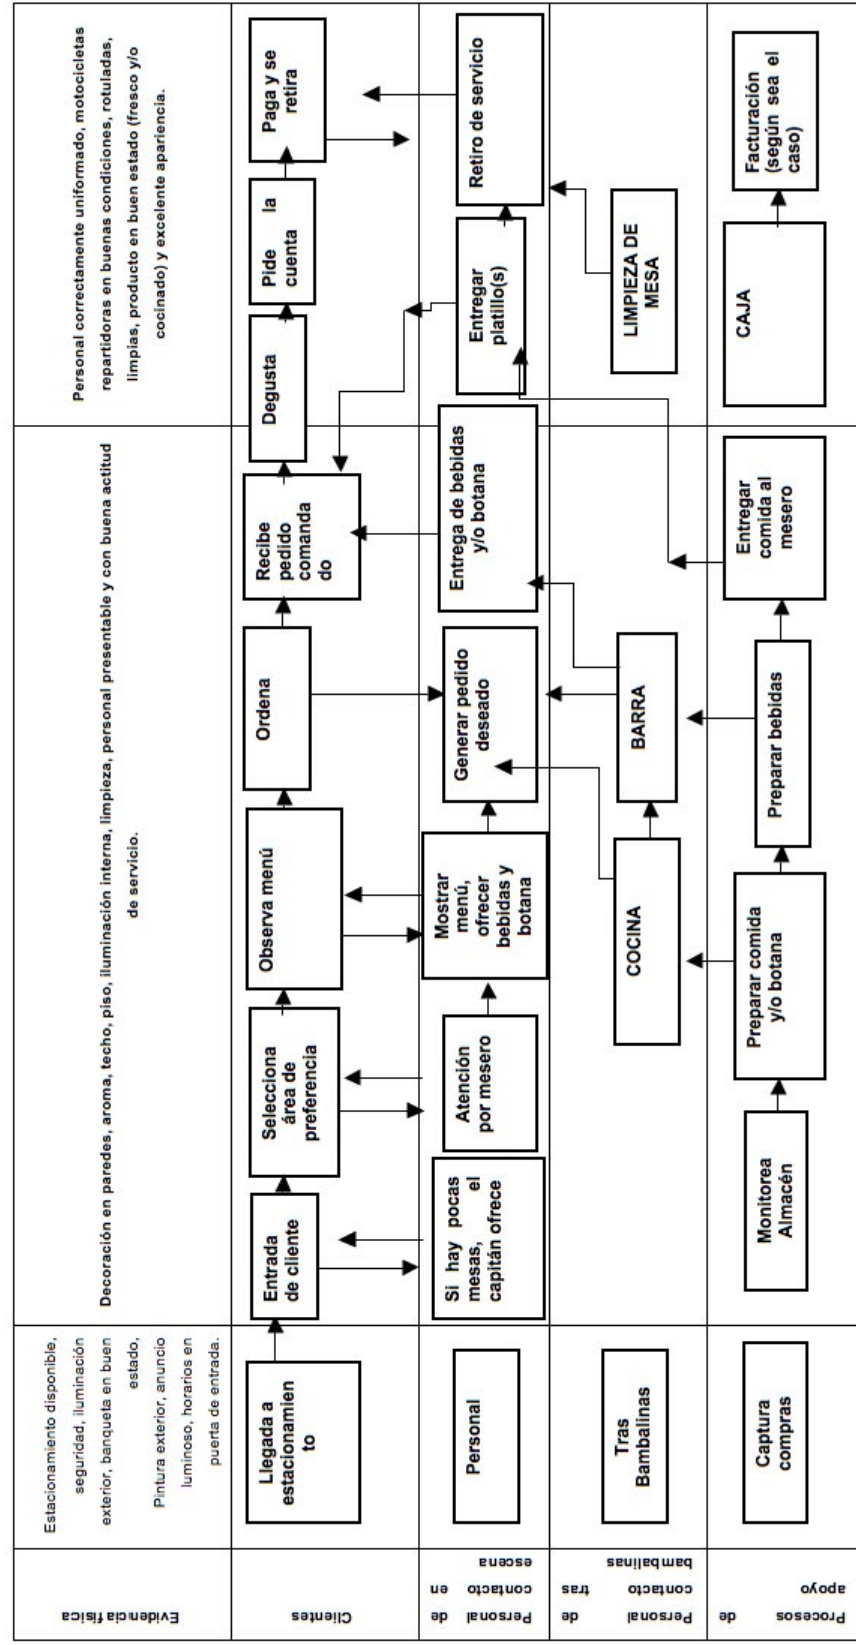 Evidencia física
Estacionamiento disponible,
seguridad, iluminación
exterior, banqueta en buen
estado,
Pintura exterior, anuncio
luminoso, horarios en
puerta de entrada.
Decoración en paredes, aroma, techo, piso, iluminación interna, limpieza, personal presentable y con buena actitud
de servicio.
Personal correctamente uniformado, motocicletas
repartidoras en buenas condiciones, rotuladas,
limpias, producto en buen estado (fresco y/o
cocinado) y excelente apariencia.
Clientes
Llegada a
estacionamien
to
Entrada
de cliente
Selecciona
área de
preferencia
Observa menú
Ordena
Recibe
pedido
comanda
do
Degusta
Pide la
cuenta
Paga y se
retira
Personal de
contacto en
escena
Personal
Si hay pocas
mesas, el
capitán ofrece
Atención
por mesero
Mostrar
menú,
ofrecer
bebidas y
botana
Generar pedido
deseado
Entrega de bebidas
y/o botana
Entregar
platillo(s)
Retiro de servicio
Personal de
contacto tras
bambalinas
Tras
Bambalinas
COCINA
BARRA
LIMPIEZA DE
MESA
Procesos de
apoyo
Captura
compras
Monitorea
Almacén
Preparar comida
y/o botana
Preparar bebidas
Entregar
comida al
mesero
CAJA
Facturación
(según sea el
caso)